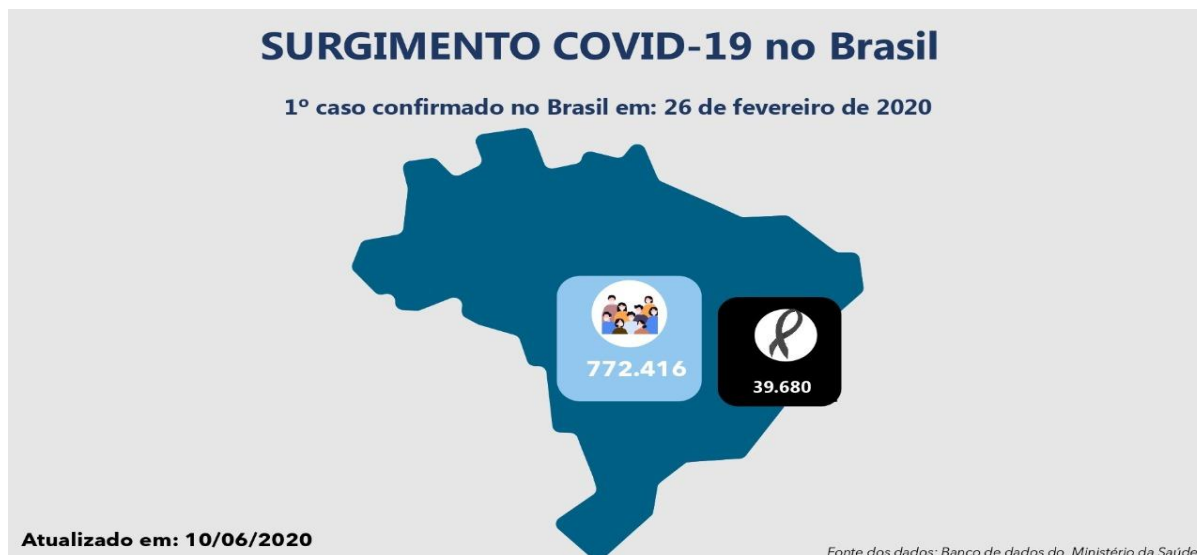 SURGIMENTO COVID-19 no Brasil
1º caso confirmado no Brasil em: 26 de fevereiro de 2020
772.416
39.680
Atualizado em: 10/06/2020
Fonte dos dados: Banco de dados do Ministério da Saúde